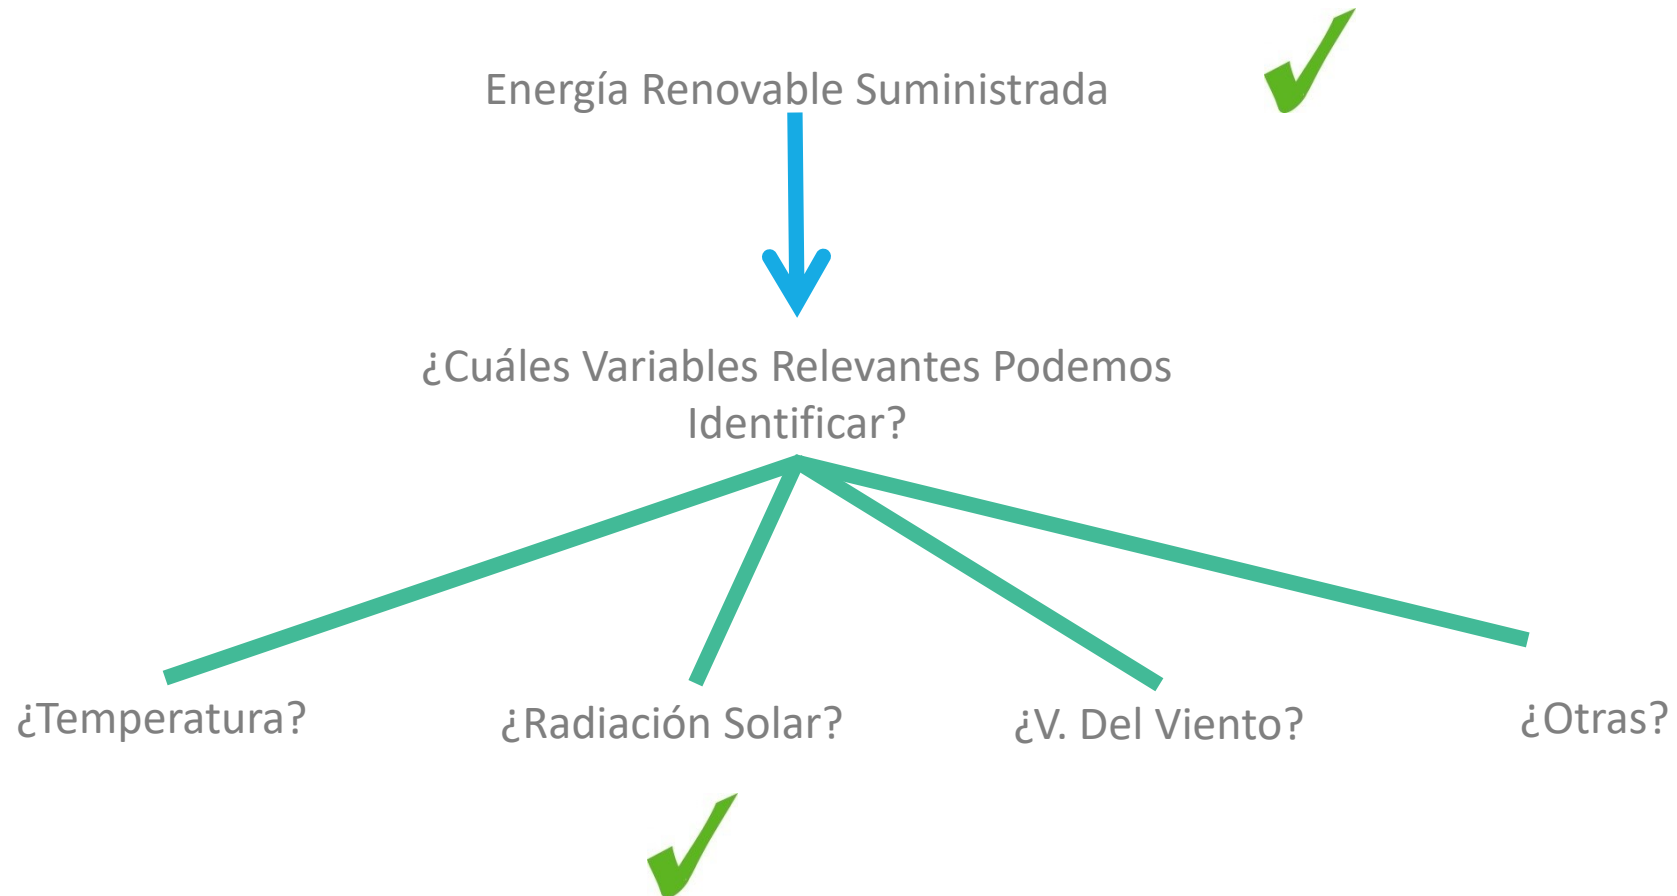 Energía Renovable Suministrada
¿Cuáles Variables Relevantes Podemos
Identificar?
¿Temperatura?
¿Radiación Solar?
¿V. Del Viento?
¿Otras?